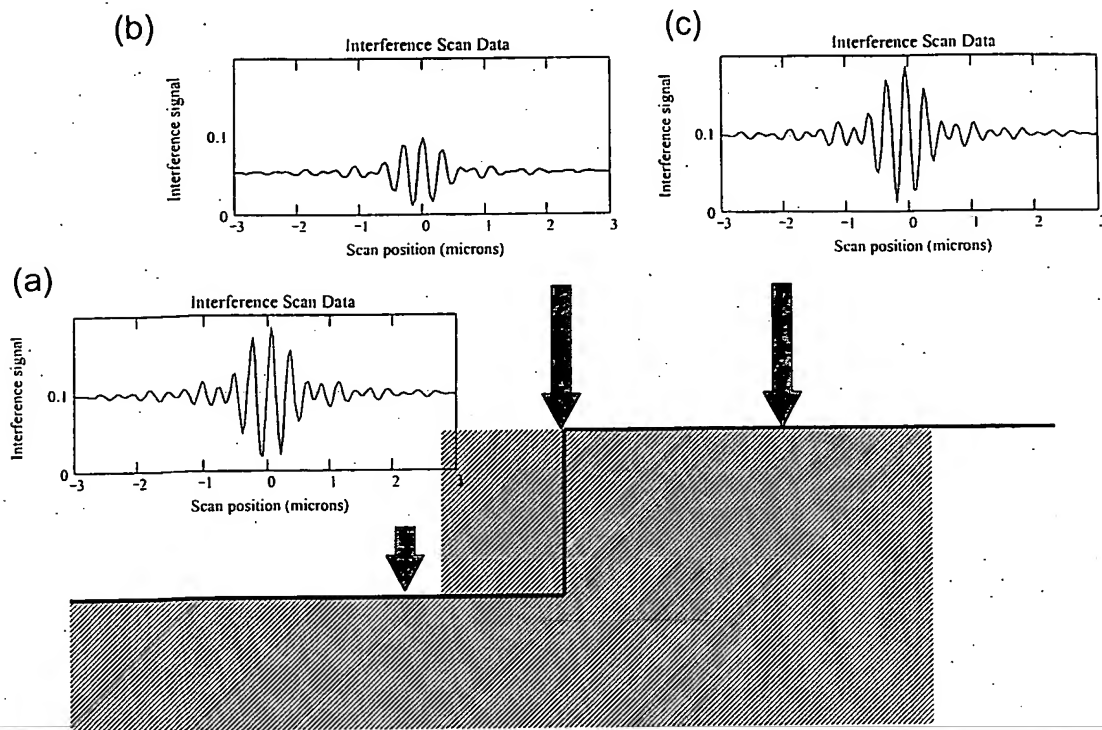 (b)
Interference Scan Data
Interference signal
0.1
0
-3 -2 -1 0 1 2 3
Scan position (microns)
(c)
Interference Scan Data
Interference signal
0.1
0
-3 -2 -1 0 1 2 3
Scan position (microns)
(a)
Interference Scan Data
Interference signal
0.1
0
-3 -2 -1 0 1 2 3
Scan position (microns)